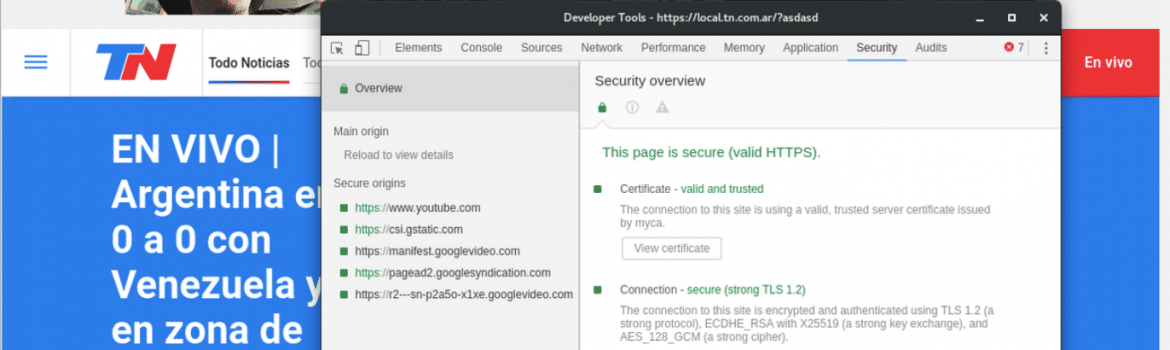 Developer Tools - https://local.tn.com.ar/?asdasd
Elements Console Sources Network Performance Memory Application Security Audits 7
TN
Todo Noticias Toc
En vivo
EN VIVO |
Argentina
0 a 0 con
Venezuela y
en zona de
Overview
Main origin
Reload to view details
Secure origins
https://www.youtube.com
https://csi.gstatic.com
https://manifest.googlevideo.com
https://pagead2.googlesyndication.com
https://r2---sn-p2a5o-x1xe.googlevideo.com
Security overview
This page is secure (valid HTTPS).
Certificate - valid and trusted
The connection to this site is using a valid, trusted server certificate issued
by myca.
View certificate
Connection - secure (strong TLS 1.2)
The connection to this site is encrypted and authenticated using TLS 1.2 (a
strong protocol), ECDHE_RSA with X25519 (a strong key exchange), and
AES_128_GCM (a strong cipher).